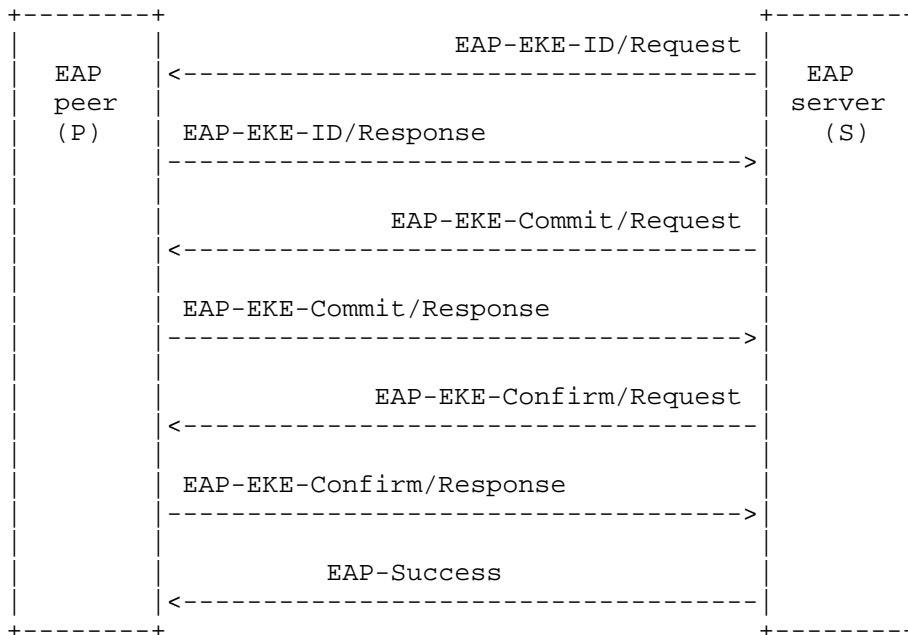 EAP-EKE-ID/Request
EAP EAP
peer server
(P) EAP-EKE-ID/Response (S)
EAP-EKE-Commit/Request
EAP-EKE-Commit/Response
EAP-EKE-Confirm/Request
EAP-EKE-Confirm/Response
EAP-Success